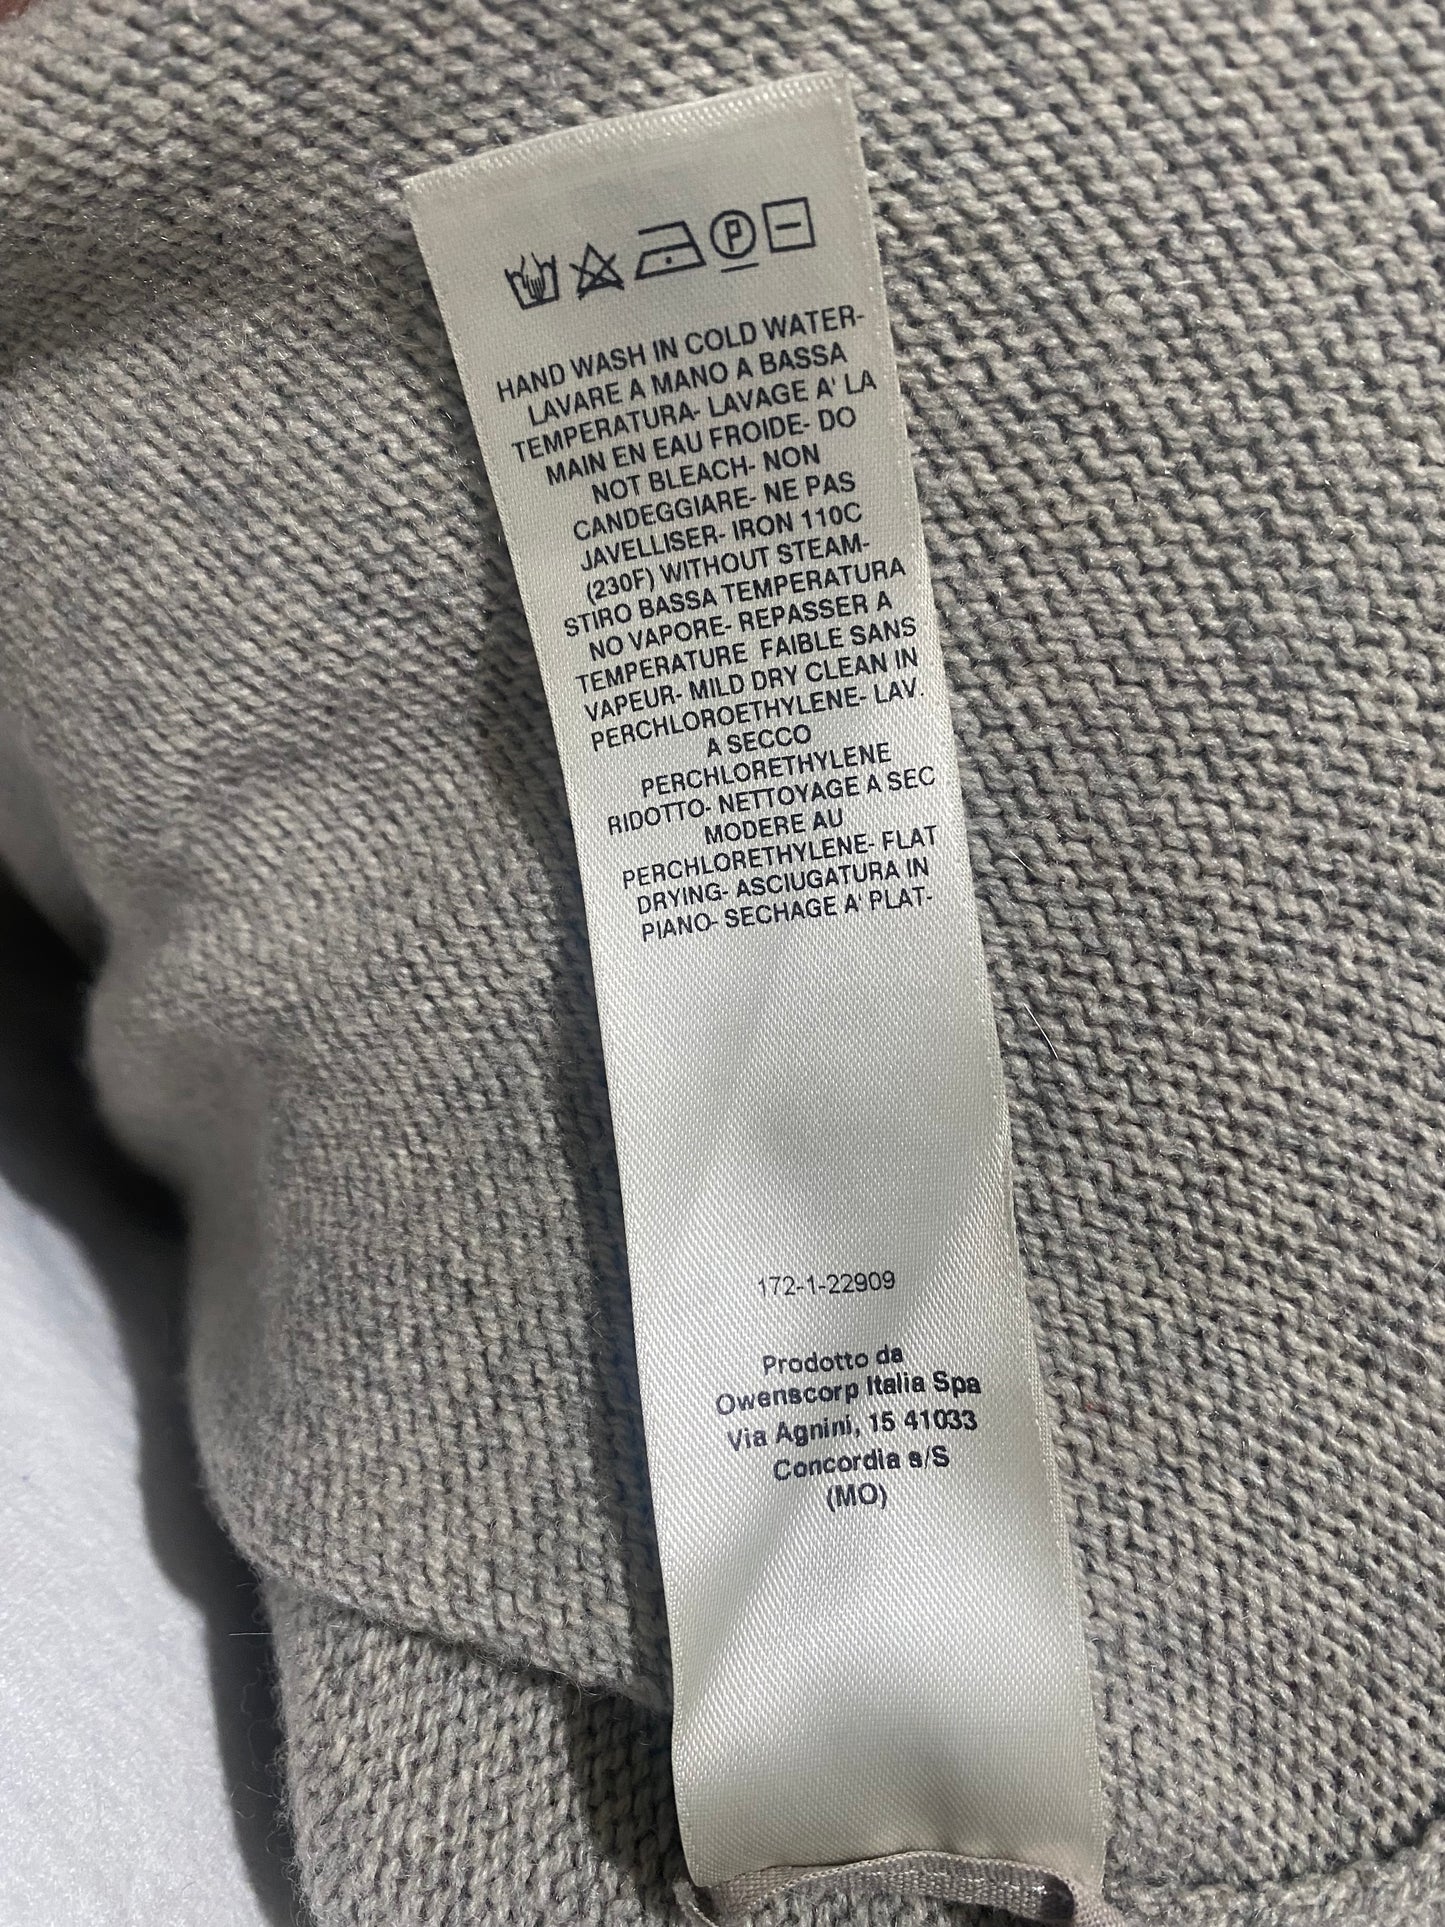 P
HAND WASH IN COLD WATER-
LAVARE A MANO A BASSA
TEMPERATURA- LAVAGE A' LA
MAIN EN EAU FROIDE- DO
NOT BLEACH- NON
CANDEGGIARE- NE PAS
JAVELLISER- IRON 110C
(230F) WITHOUT STEAM-
STIRO BASSA TEMPERATURA
NO VAPORE- REPASSER A
TEMPERATURE FAIBLE SANS
VAPEUR- MILD DRY CLEAN IN
PERCHLOROETHYLENE- LAV.
A SECCO
PERCHLORETHYLENE
RIDOTTO- NETTOYAGE A SEC
MODERE AU
PERCHLORETHYLENE- FLAT
DRYING- ASCIUGATURA IN
PIANO- SECHAGE A' PLAT-
172-1-22909
Prodotto da
Owenscorp Italia Spa
Via Agnini, 15 41033
Concordia s/S
(MO)